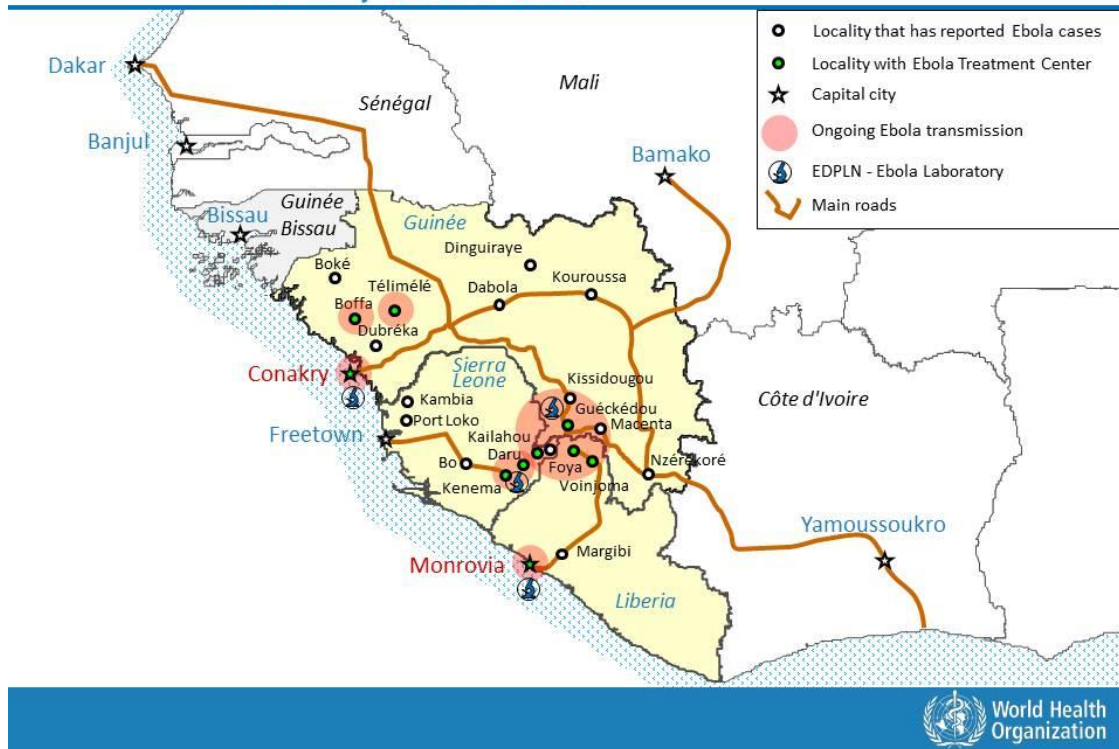 Locality that has reported Ebola cases
Locality with Ebola Treatment Center
Capital city
Ongoing Ebola transmission
EDPLN - Ebola Laboratory
Main roads
Dakar
Mali
Sénégal
Banjul
Bamako
Guinée
Bissau
Bissau
Guinée
Dinguiraye
Boké
Kouroussa
Télimélé
Dabola
Boffa
Dubréka
Conakry
Sierra
Leone
Kissidougou
Kambia
Guéckédou
Côte d'Ivoire
Port Loko
Macenta
Freetown
Kailahou
Daru
Bo
Foya
Nzérékoré
Kenema
Voinjoma
Yamoussoukro
Margibi
Monrovia
Liberia
World Health
Organization